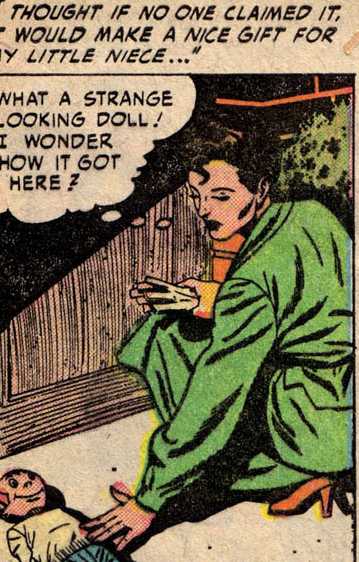 THOUGHT IF NO ONE CLAIMED IT,
WOULD MAKE A NICE GIFT FOR
LITTLE NIECE..."
WHAT A STRANGE
LOOKING DOLL!
I WONDER
HOW IT GOT
HERE?